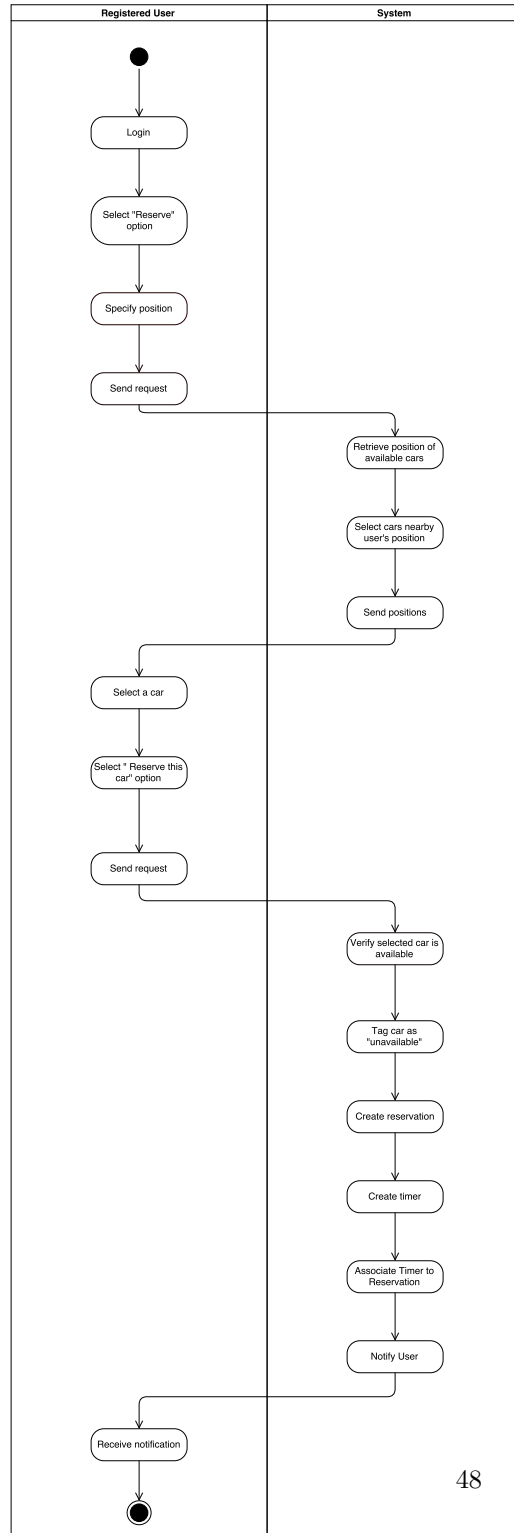 Registered User
System
Login
Select "Reserve"
option
Specify position
Send request
Retrieve position of
available cars
Select cars nearby
user's position
Send positions
Select a car
Select " Reserve this
car" option
Send request
Verify selected car is
available
Tag car as
"unavailable"
Create reservation
Create timer
Associate Timer to
Reservation
Notify User
Receive notification
48